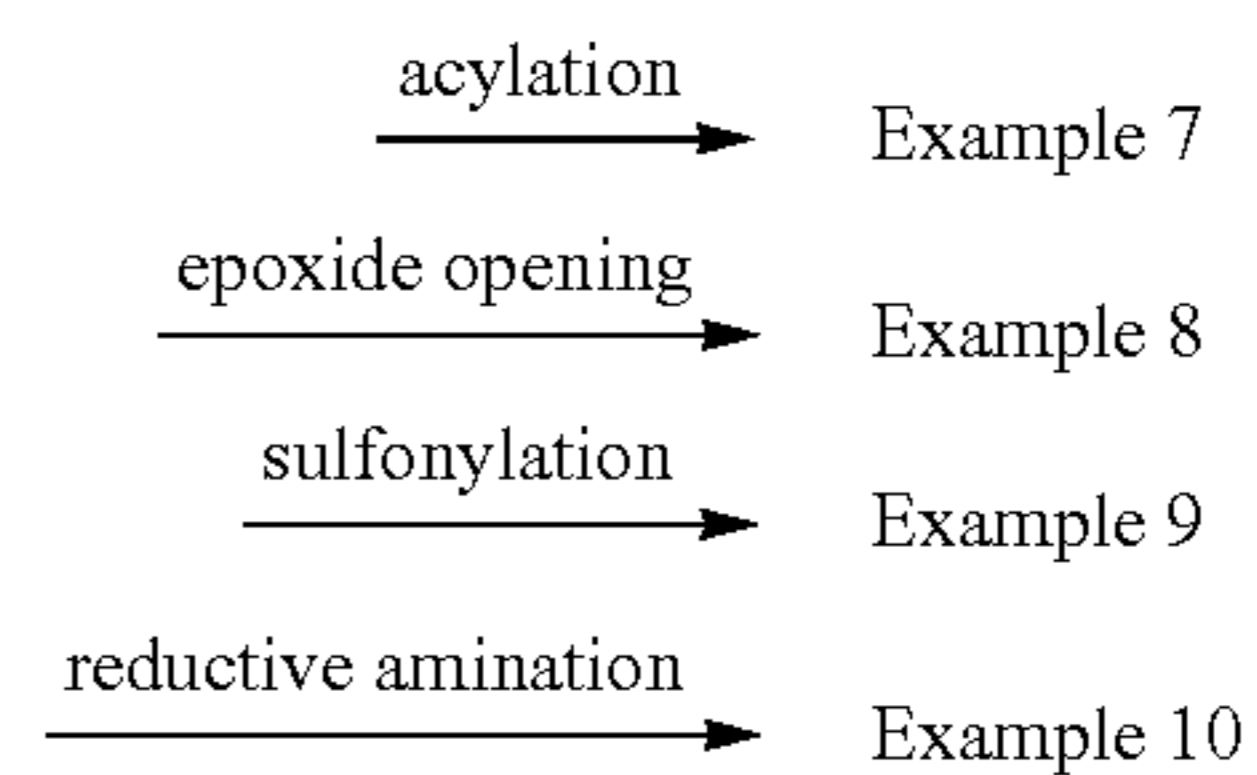 acylation
Example 7
epoxide opening
Example 8
sulfonylation
Example 9
reductive amination
Example 10